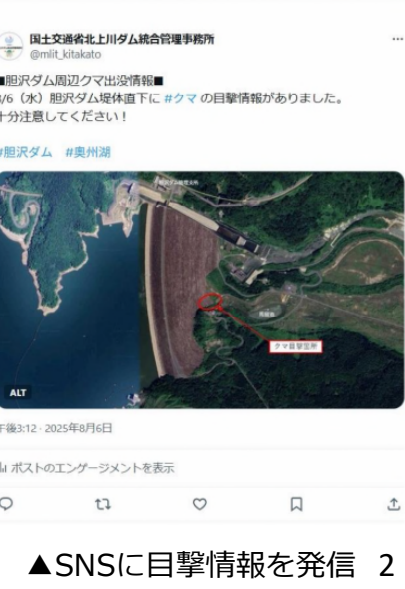 国土交通省北上川ダム統合管理事務所
@mlit_kitakato
■胆沢ダム周辺クマ出没情報■
8/6（水）胆沢ダム堤体直下に #クマ の目撃情報がありました。
十分注意してください！
#胆沢ダム #奥州湖
クマ目撃箇所
ALT
午後3:12 · 2025年8月6日
ポストのエンゲージメントを表示
▲SNSに目撃情報を発信 2